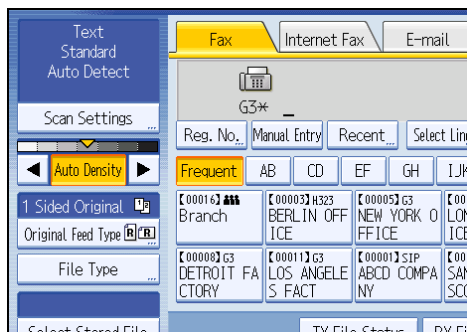 Text
Standard
Auto Detect
Scan Settings
Auto Density
1 Sided Original
Original Feed Type
File Type
Select Stored File
Fax
Internet Fax
E-mail
G3* _
Reg. No.
Manual Entry
Recent
Frequent
AB
CD
EF
GH
【00016】
Branch
【00003】H323
BERLIN OFF
ICE
【00005】G3
NEW YORK O
FFICE
【00008】G3
DETROIT FA
CTORY
【00011】G3
LOS ANGELE
S FACT
【00001】SIP
ABCD COMPA
NY
TX File Status